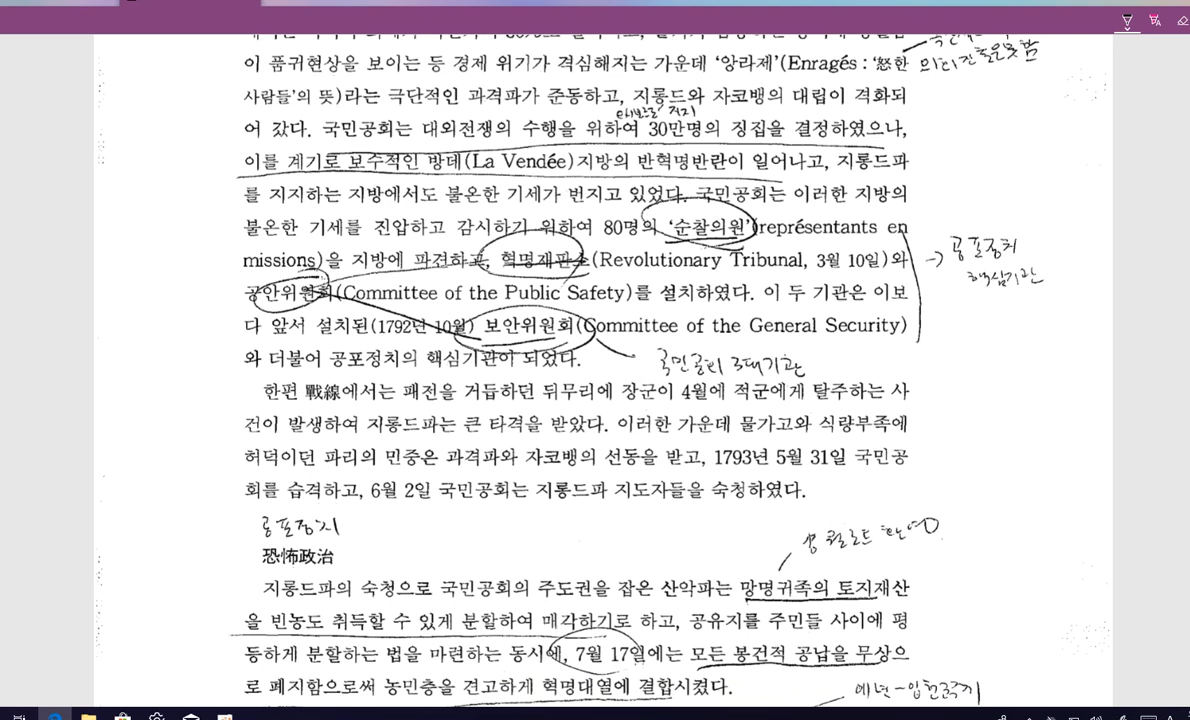 이 품귀현상을 보이는 등 경제 위기가 격심해지는 가운데 '앙라제'(Enragés : '怒한
사람들'의 뜻)라는 극단적인 과격파가 준동하고, 지롱드와 자코뱅의 대립이 격화되
어 갔다. 국민공회는 대외전쟁의 수행을 위하여 30만명의 징집을 결정하였으나,
이를 계기로 보수적인 방데(La Vendée)지방의 반혁명반란이 일어나고, 지롱드파
를 지지하는 지방에서도 불온한 기세가 번지고 있었다. 국민공회는 이러한 지방의
불온한 기세를 진압하고 감시하기 위하여 80명의 '순찰의원'(représentants en
missions)을 지방에 파견하고, 혁명재판소(Revolutionary Tribunal, 3월 10일)와
공안위원회(Committee of the Public Safety)를 설치하였다. 이 두 기관은 이보
다 앞서 설치된(1792년 10월) 보안위원회(Committee of the General Security)
와 더불어 공포정치의 핵심기관이 되었다.
공포정치
핵심기관
국민공회 3대기관
한편 戰線에서는 패전을 거듭하던 뒤무리에 장군이 4월에 적군에게 탈주하는 사
건이 발생하여 지롱드파는 큰 타격을 받았다. 이러한 가운데 물가고와 식량부족에
허덕이던 파리의 민중은 과격파와 자코뱅의 선동을 받고, 1793년 5월 31일 국민공
회를 습격하고, 6월 2일 국민공회는 지롱드파 지도자들을 숙청하였다.
공포정치
恐怖政治
상퀼로트
지롱드파의 숙청으로 국민공회의 주도권을 잡은 산악파는 망명귀족의 토지재산
을 빈농도 취득할 수 있게 분할하여 매각하기로 하고, 공유지를 주민들 사이에 평
등하게 분할하는 법을 마련하는 동시에, 7월 17일에는 모든 봉건적 공납을 무상으
로 폐지함으로써 농민층을 견고하게 혁명대열에 결합시켰다.